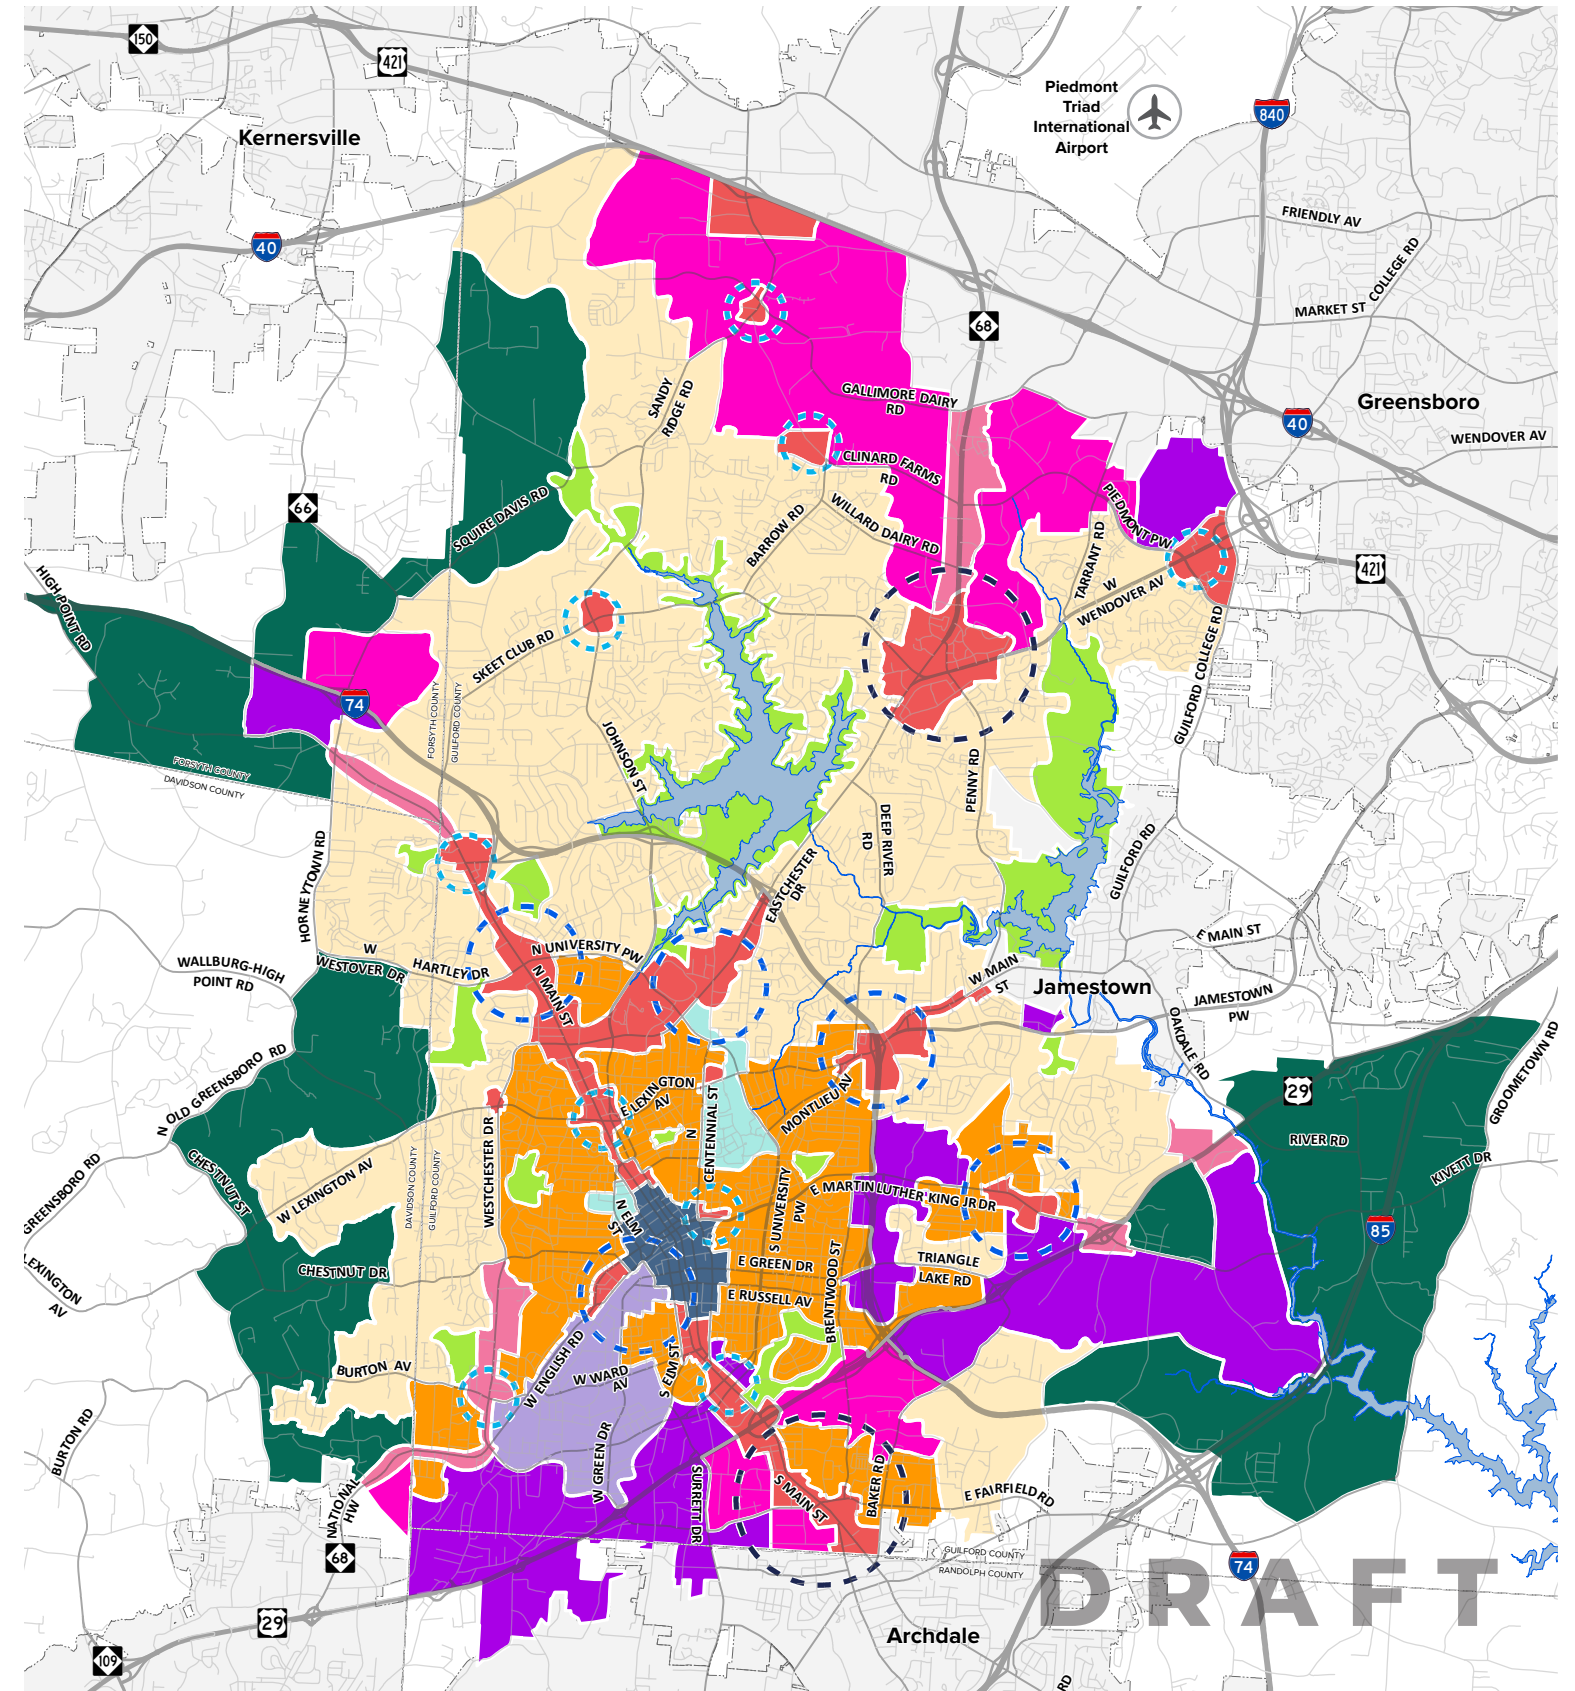 150
421
Kernersville
Piedmont
Triad
International
Airport
840
40
FRIENDLY AV
COLLEGE RD
MARKET ST
68
SANDY
RIDGE RD
GALLIMORE DAIRY
RD
Greensboro
40
WENDOVER AV
CLINARD FARMS
RD
66
SQUIRE DAVIS RD
BARROW RD
WILLARD DAIRY RD
PIEDMONT PW
TARRANT RD
W
WENDOVER AV
421
HIGH POINT RD
SKEET CLUB RD
GUILFORD COLLEGE RD
74
FORSYTH COUNTY
GUILFORD COUNTY
JOHNSON ST
FORSYTH COUNTY
DAVIDSON COUNTY
PENNY RD
DEEP RIVER
RD
HORNEYTOWN RD
EASTCHESTER
DR
GUILFORD RD
W
WESTOVER DR
HARTLEY DR
N UNIVERSITY PW
N MAIN ST
WALLBURG-HIGH
POINT RD
E MAIN ST
W MAIN
ST
Jamestown
JAMESTOWN
PW
OAKDALE RD
N OLD GREENSBORO RD
E LEXINGTON
AV
MONTLIEU AV
N
CENTENNIAL ST
29
GROOMETOWN RD
RIVER RD
KIVETT DR
GREENSBORO RD
CHESTNUT ST
W LEXINGTON AV
DAVIDSON COUNTY
GUILFORD COUNTY
WESTCHESTER DR
N ELM
ST
S UNIVERSITY
PW
E MARTIN LUTHER KING JR DR
85
LEXINGTON
AV
CHESTNUT DR
E GREEN DR
BRENTWOOD ST
TRIANGLE
LAKE RD
E RUSSELL AV
BURTON AV
W ENGLISH RD
W WARD
AV
S ELM ST
BURTON RD
W GREEN DR
SURRETT DR
S MAIN ST
BAKER RD
E FAIRFIELD RD
NATIONAL
HW
68
GUILFORD COUNTY
RANDOLPH COUNTY
DRAFT
74
29
Archdale
109
RD